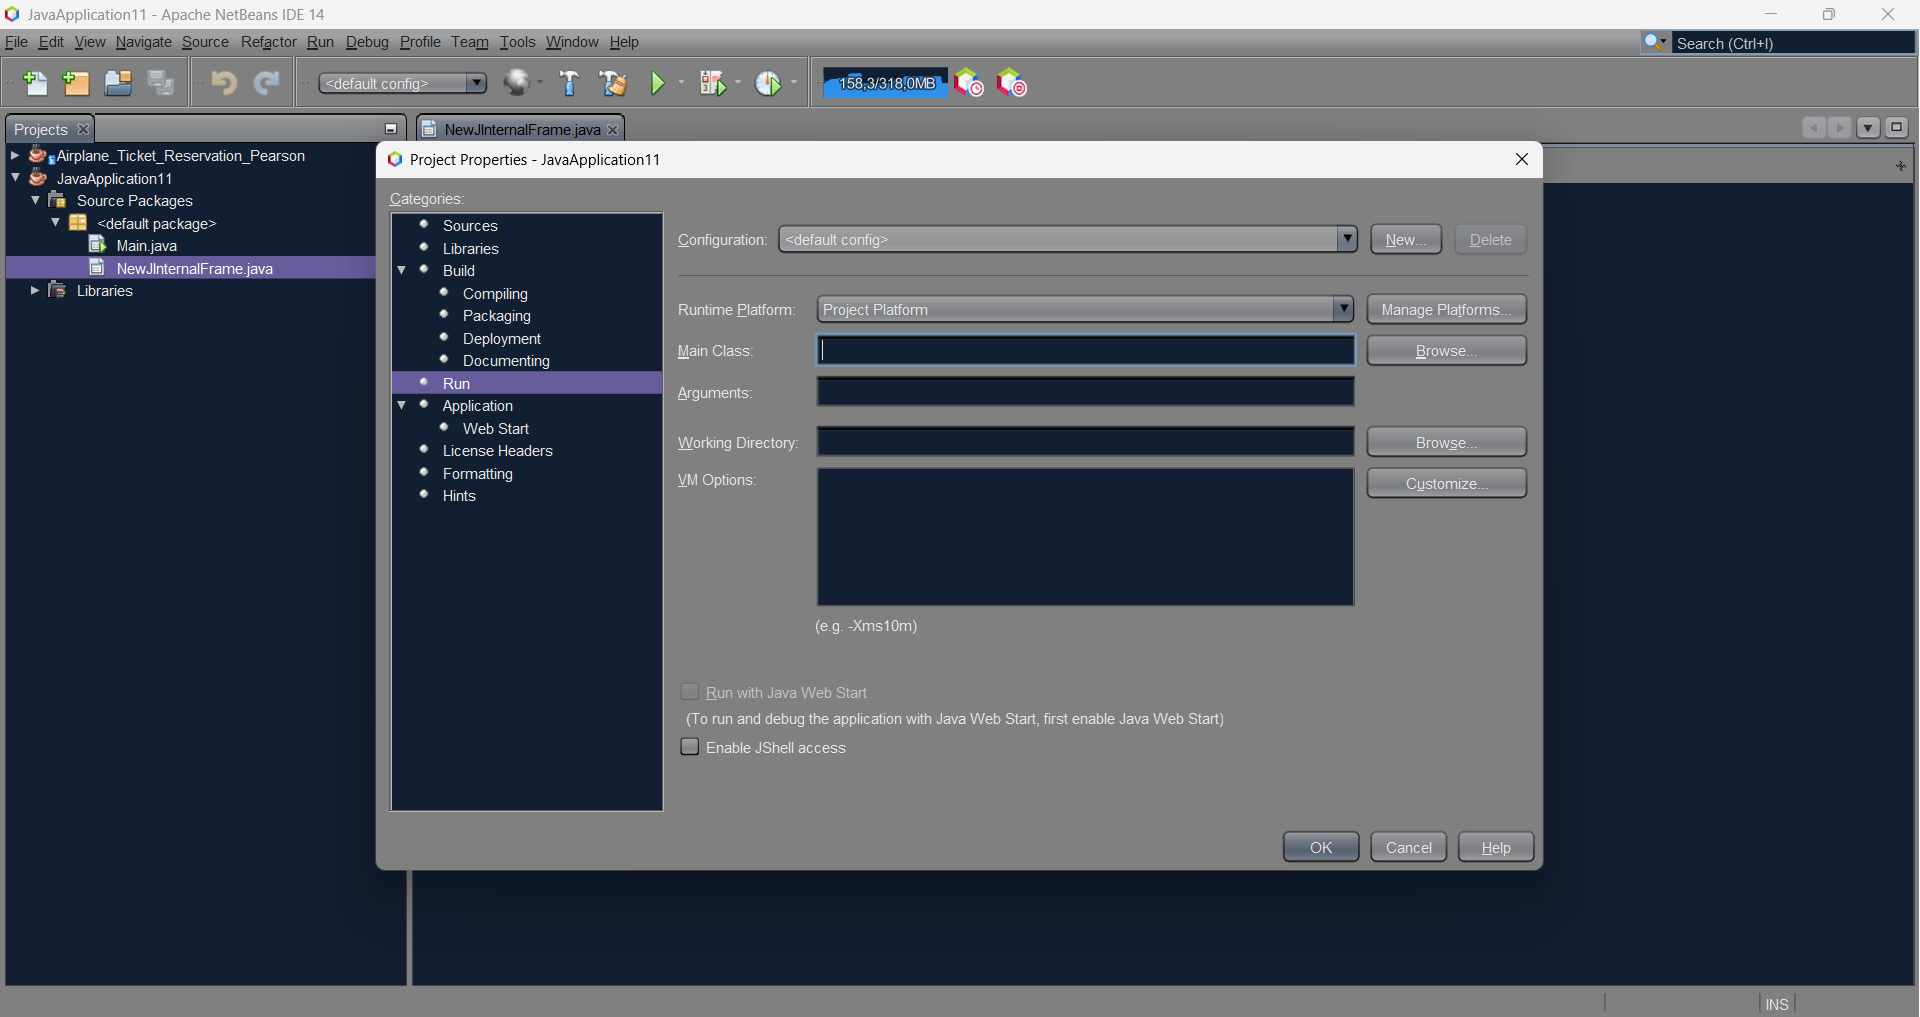 JavaApplication11 - Apache NetBeans IDE 14
File Edit View Navigate Source Refactor Run Debug Profile Team Tools Window Help
Search (Ctrl+I)
<default config>
158,3/318,0MB
Projects
NewJInternalFrame.java
Airplane_Ticket_Reservation_Pearson
JavaApplication11
Source Packages
<default package>
Main.java
NewJInternalFrame.java
Libraries
Project Properties - JavaApplication11
Categories:
Sources
Libraries
Build
Compiling
Packaging
Deployment
Documenting
Run
Application
Web Start
License Headers
Formatting
Hints
Configuration: <default config> New... Delete
Runtime Platform: Project Platform Manage Platforms...
Main Class: Browse...
Arguments:
Working Directory: Browse...
VM Options: Customize...
(e.g. -Xms10m)
Run with Java Web Start
(To run and debug the application with Java Web Start, first enable Java Web Start)
Enable JShell access
OK Cancel Help
INS